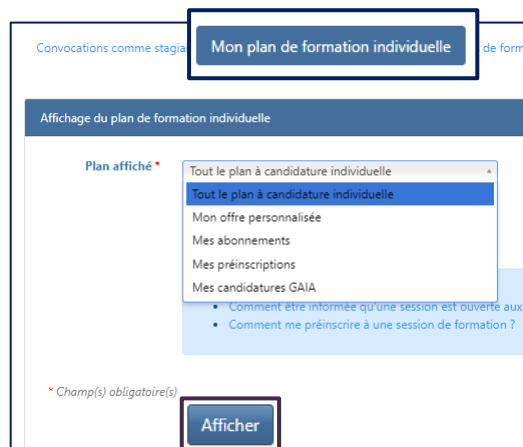 Convocations comme stagia
Mon plan de formation individuelle
de form
Affichage du plan de formation individuelle
Plan affiché *
Tout le plan à candidature individuelle
Tout le plan à candidature individuelle
Mon offre personnalisée
Mes abonnements
Mes préinscriptions
Mes candidatures GAIA
• Comment être informée qu'une session est ouverte aux
• Comment me préinscrire à une session de formation ?
* Champ(s) obligatoire(s)
Afficher